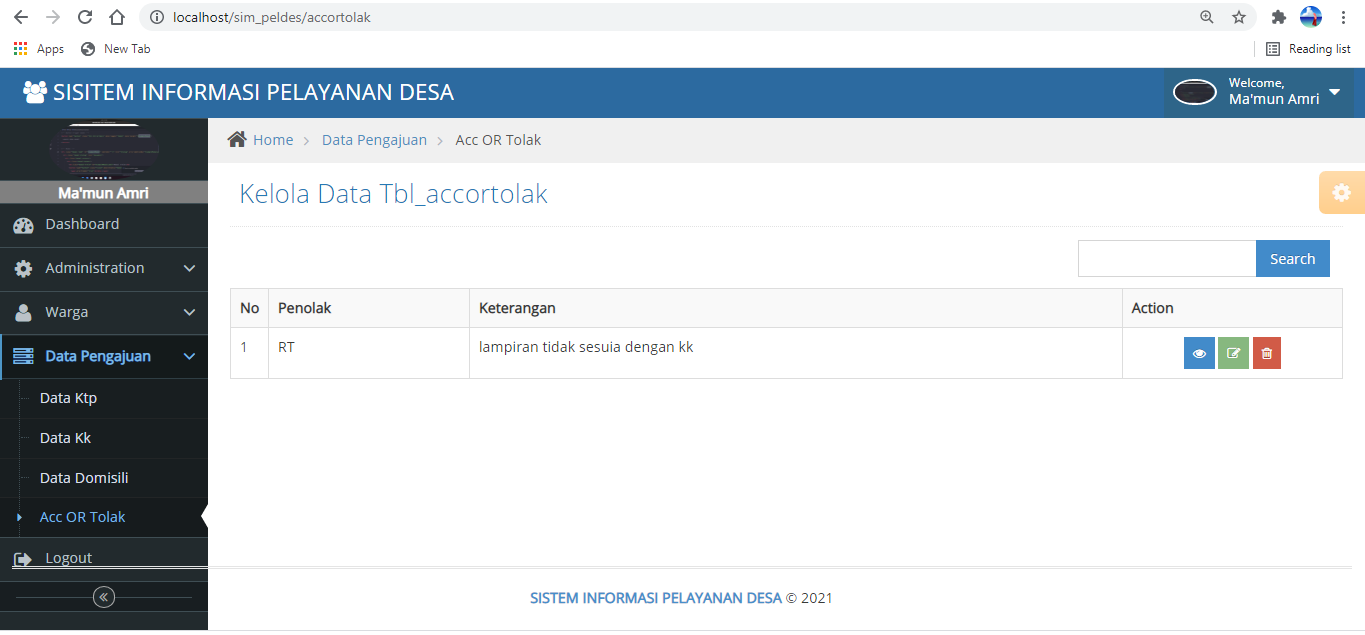 localhost/sim_peldes/accortolak
Apps New Tab Reading list
SISITEM INFORMASI PELAYANAN DESA
Welcome,
Ma'mun Amri
Ma'mun Amri
Dashboard
Administration
Warga
Data Pengajuan
Data Ktp
Data Kk
Data Domisili
Acc OR Tolak
Logout
Home > Data Pengajuan > Acc OR Tolak
Kelola Data Tbl_accortolak
Search
No Penolak Keterangan Action
1 RT lampiran tidak sesuia dengan kk
SISTEM INFORMASI PELAYANAN DESA © 2021